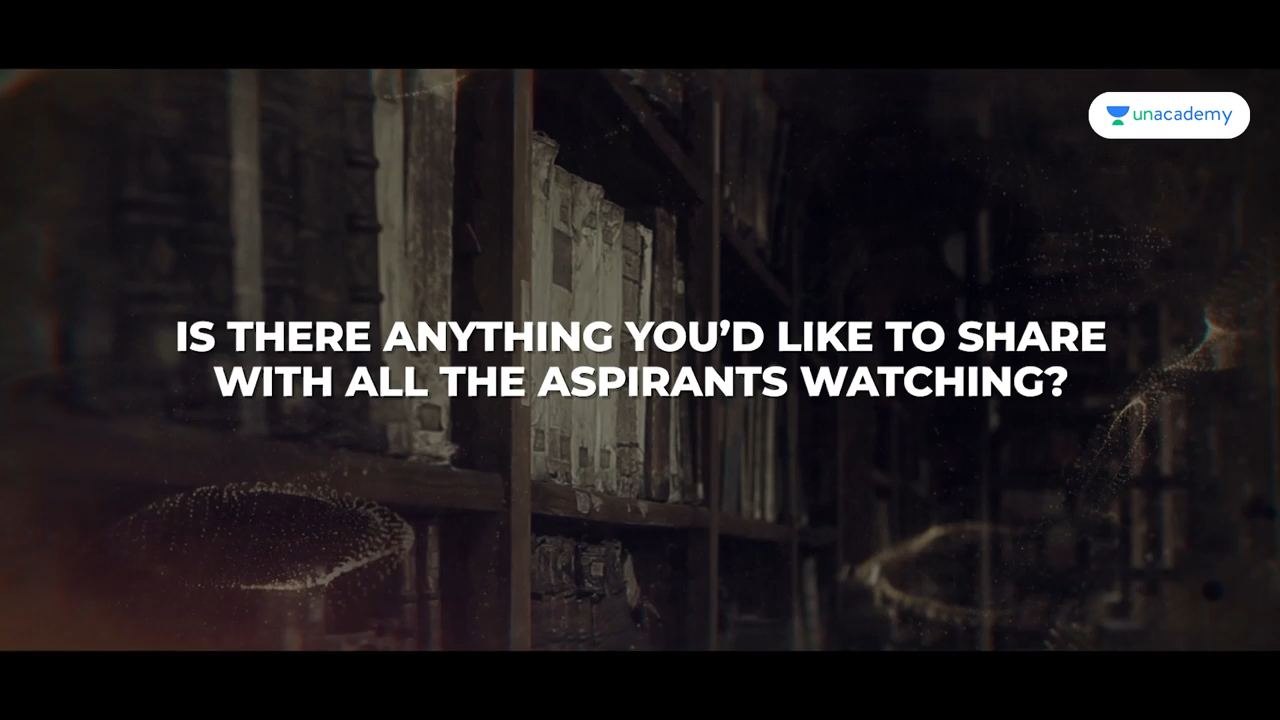 unacademy
IS THERE ANYTHING YOU’D LIKE TO SHARE
WITH ALL THE ASPIRANTS WATCHING?